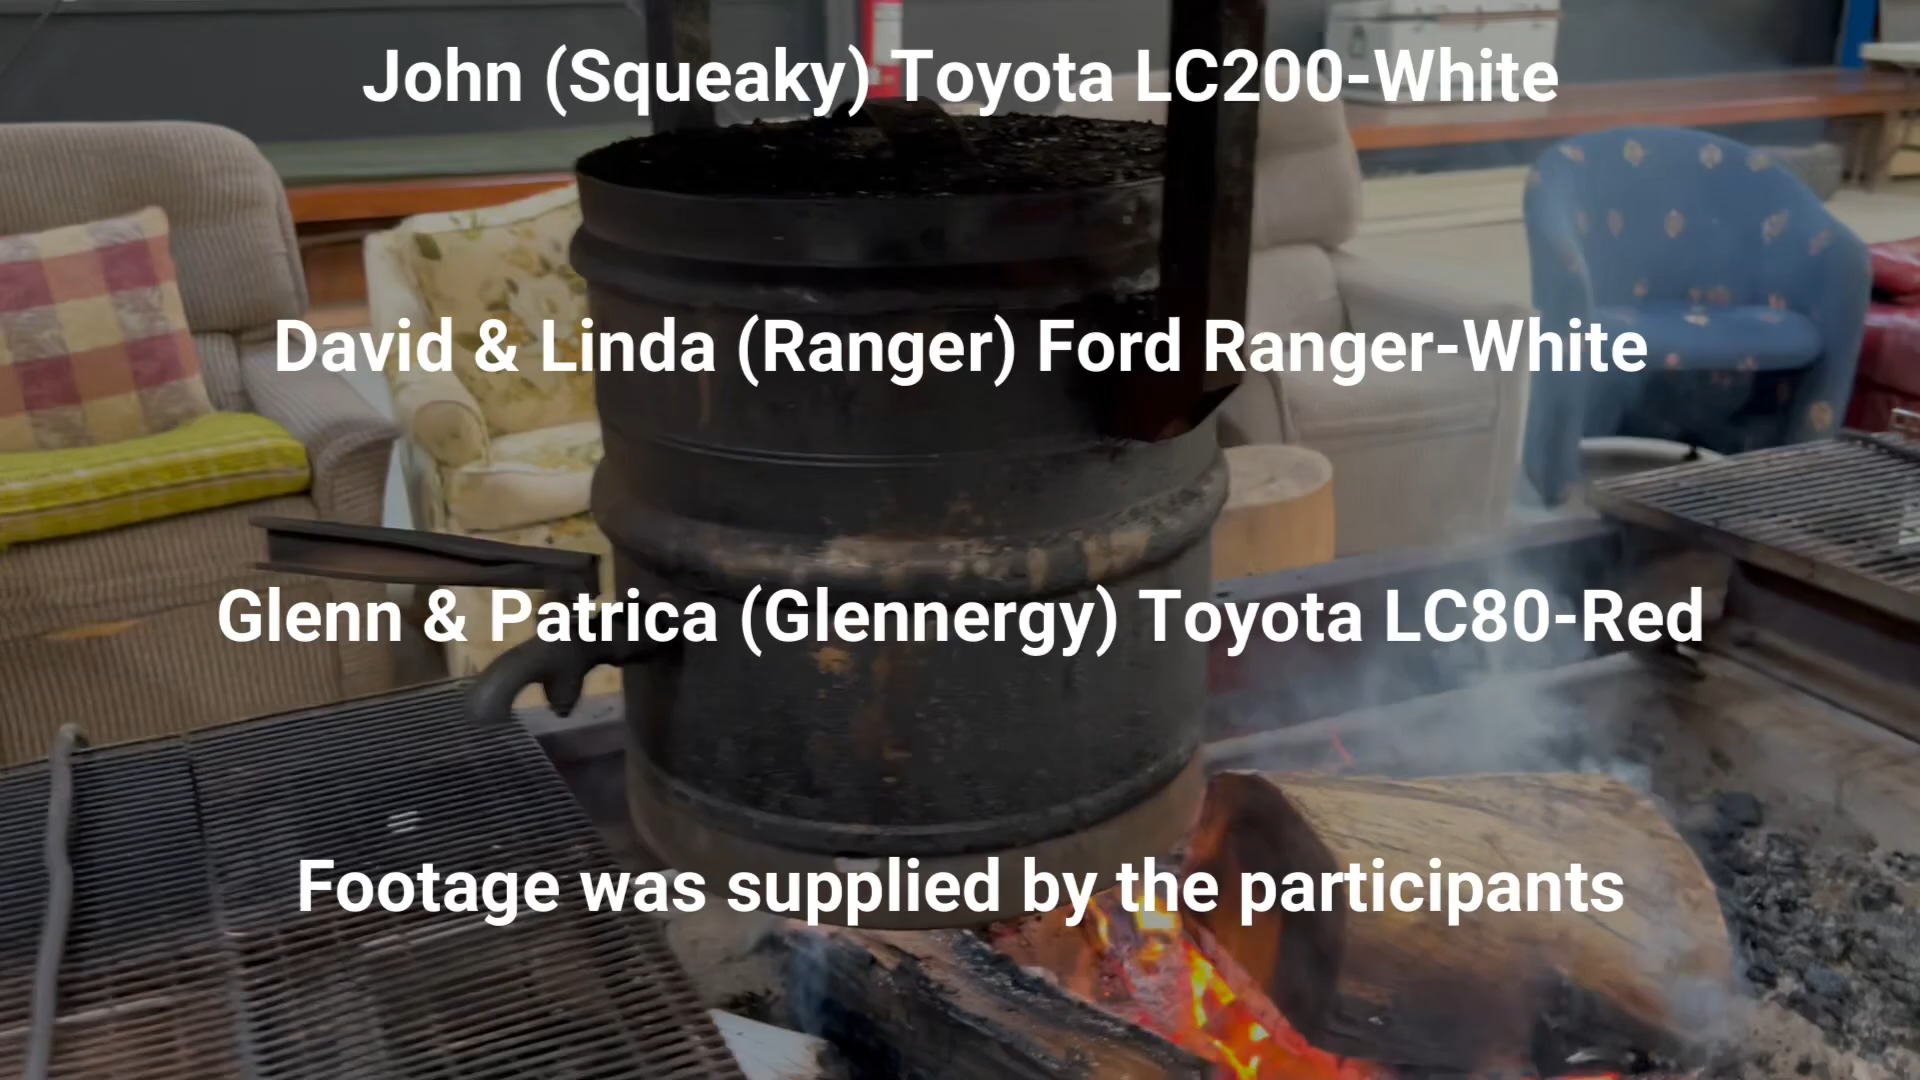 John (Squeaky) Toyota LC200-White
David & Linda (Ranger) Ford Ranger-White
Glenn & Patrica (Glennergy) Toyota LC80-Red
Footage was supplied by the participants